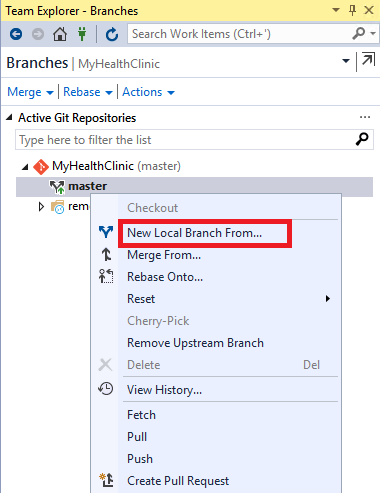 Team Explorer - Branches
Search Work Items (Ctrl+')
Branches | MyHealthClinic
Merge Rebase Actions
Active Git Repositories
Type here to filter the list
MyHealthClinic (master)
master
rem
Checkout
New Local Branch From...
Merge From...
Rebase Onto...
Reset
Cherry-Pick
Remove Upstream Branch
Delete Del
View History...
Fetch
Pull
Push
Create Pull Request